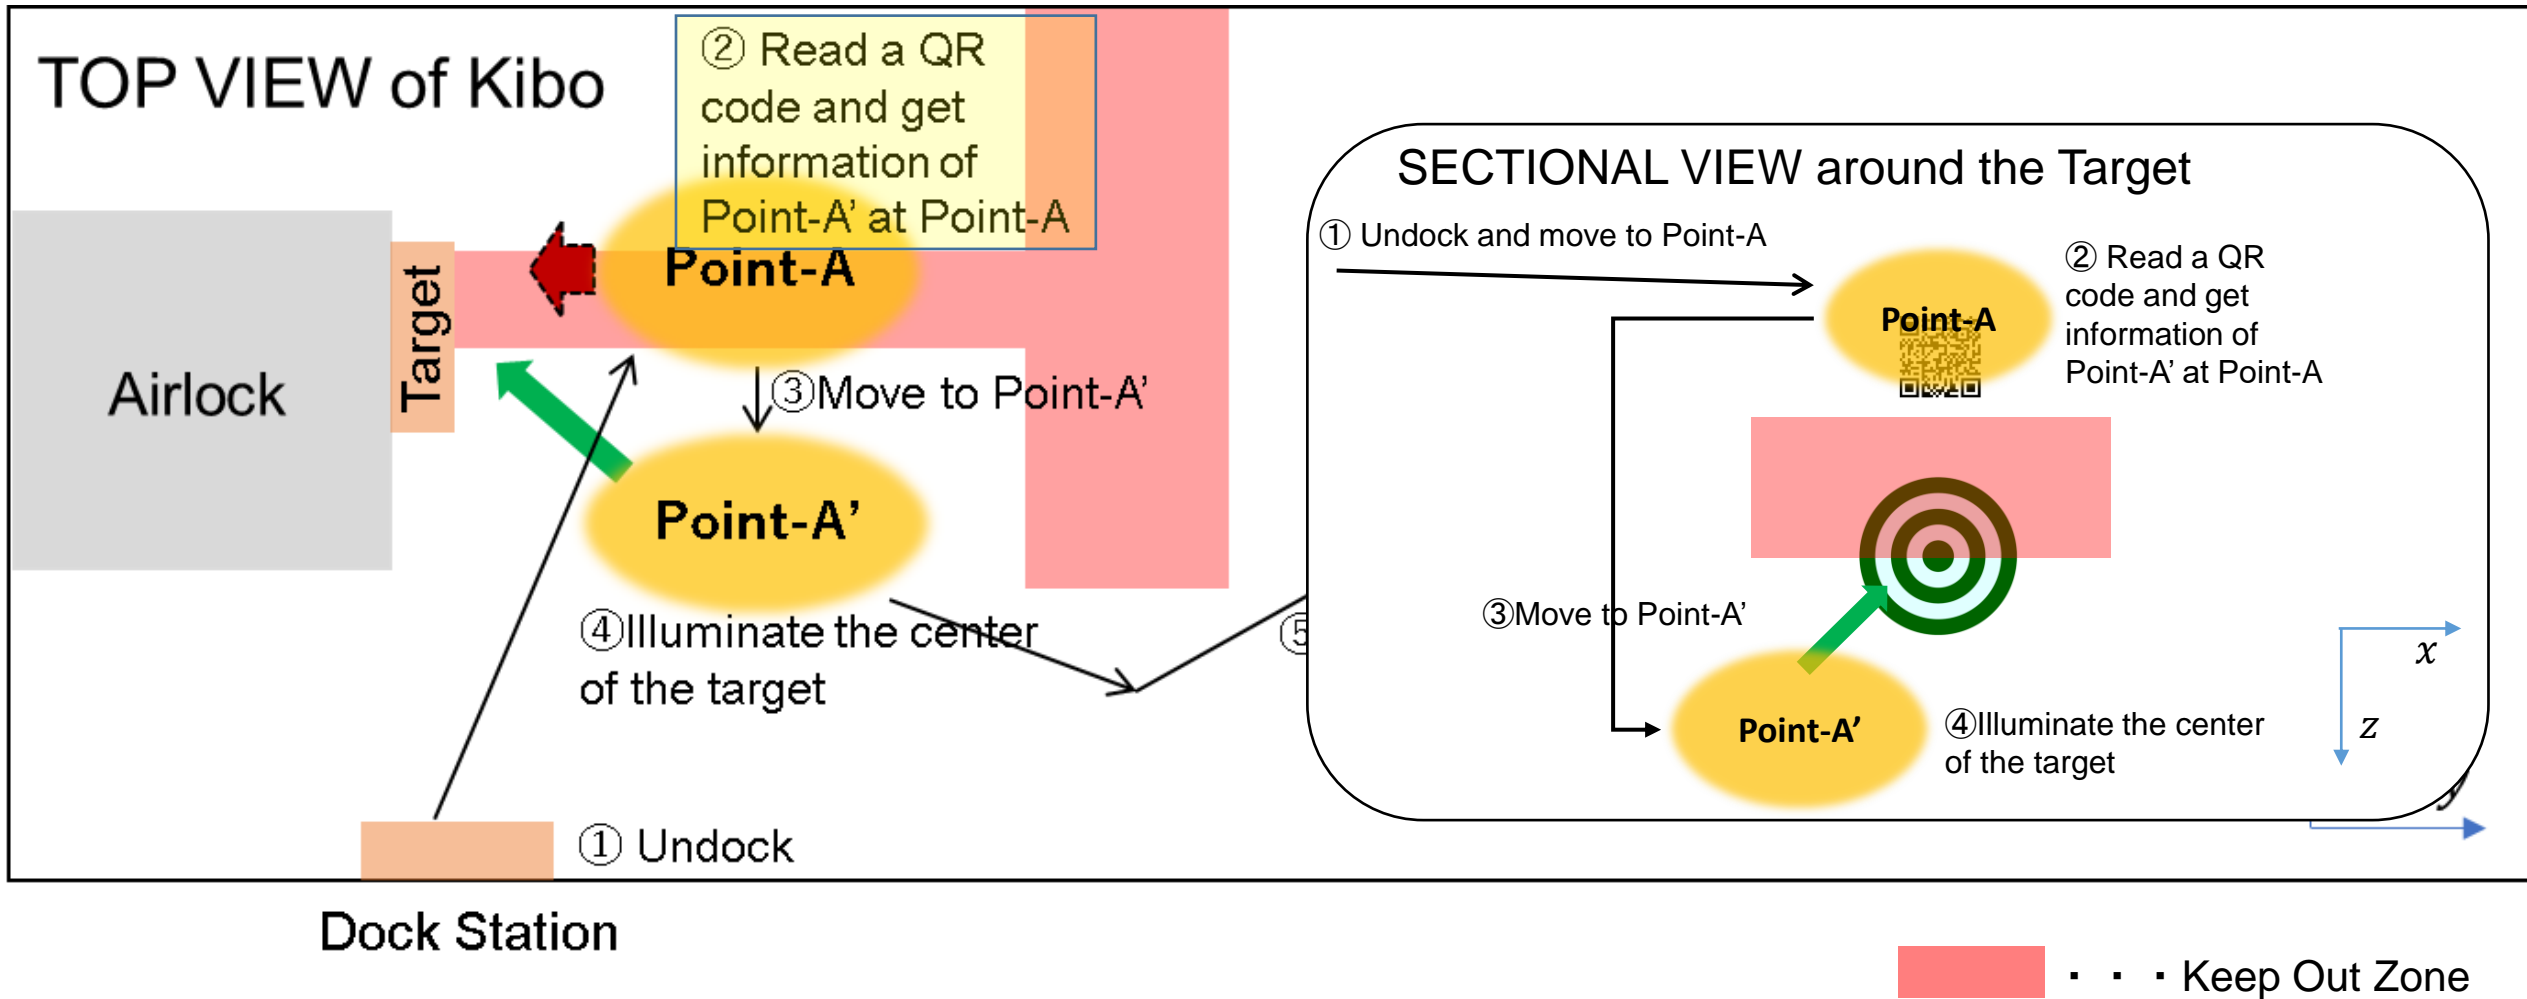 TOP VIEW of Kibo
② Read a QR
code and get
information of
Point-A’ at Point-A
Point-A
Target
Airlock
③Move to Point-A’
Point-A’
④Illuminate the center
of the target
⑤
① Undock
Dock Station
SECTIONAL VIEW around the Target
① Undock and move to Point-A
Point-A
② Read a QR
code and get
information of
Point-A’ at Point-A
③Move to Point-A’
Point-A’
④Illuminate the center
of the target
x
z
y
・・・Keep Out Zone